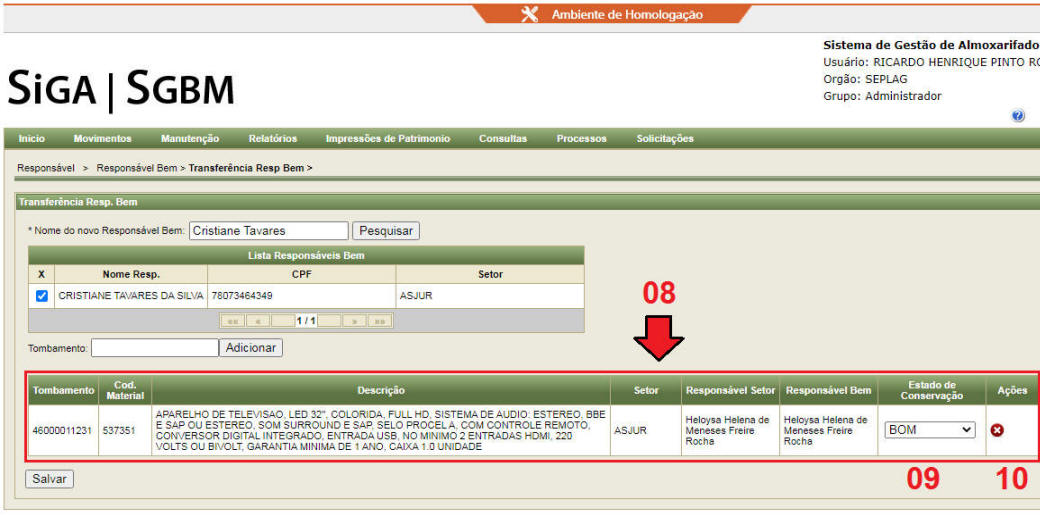 Ambiente de Homologação
Sistema de Gestão de Almoxarifado
Usuário: RICARDO HENRIQUE PINTO
Orgão: SEPLAG
Grupo: Administrador
SiGA | SGBM
Inicio Movimentos Manutenção Relatórios Impressões de Patrimonio Consultas Processos Solicitações
Responsável > Responsável Bem > Transferência Resp Bem >
Transferência Resp. Bem
* Nome do novo Responsável Bem: Cristiane Tavares Pesquisar
Lista Responsáveis Bem
X Nome Resp. CPF Setor
CRISTIANE TAVARES DA SILVA 78073464349 ASJUR
«« « 1 / 1 » »»
08
Tombamento: Adicionar
Tombamento Cod. Material Descrição Setor Responsável Setor Responsável Bem Estado de Conservação Ações
46000011231 537351
APARELHO DE TELEVISAO, LED 32", COLORIDA, FULL HD, SISTEMA DE AUDIO: ESTEREO, BBE
E SAP OU ESTEREO, SOM SURROUND E SAP, SELO PROCEL A, COM CONTROLE REMOTO,
CONVERSOR DIGITAL INTEGRADO, ENTRADA USB, NO MINIMO 2 ENTRADAS HDMI, 220
VOLTS OU BIVOLT, GARANTIA MINIMA DE 1 ANO, CAIXA 1.0 UNIDADE
ASJUR
Heloysa Helena de
Meneses Freire
Rocha
Heloysa Helena de
Meneses Freire
Rocha
BOM
Salvar
09 10